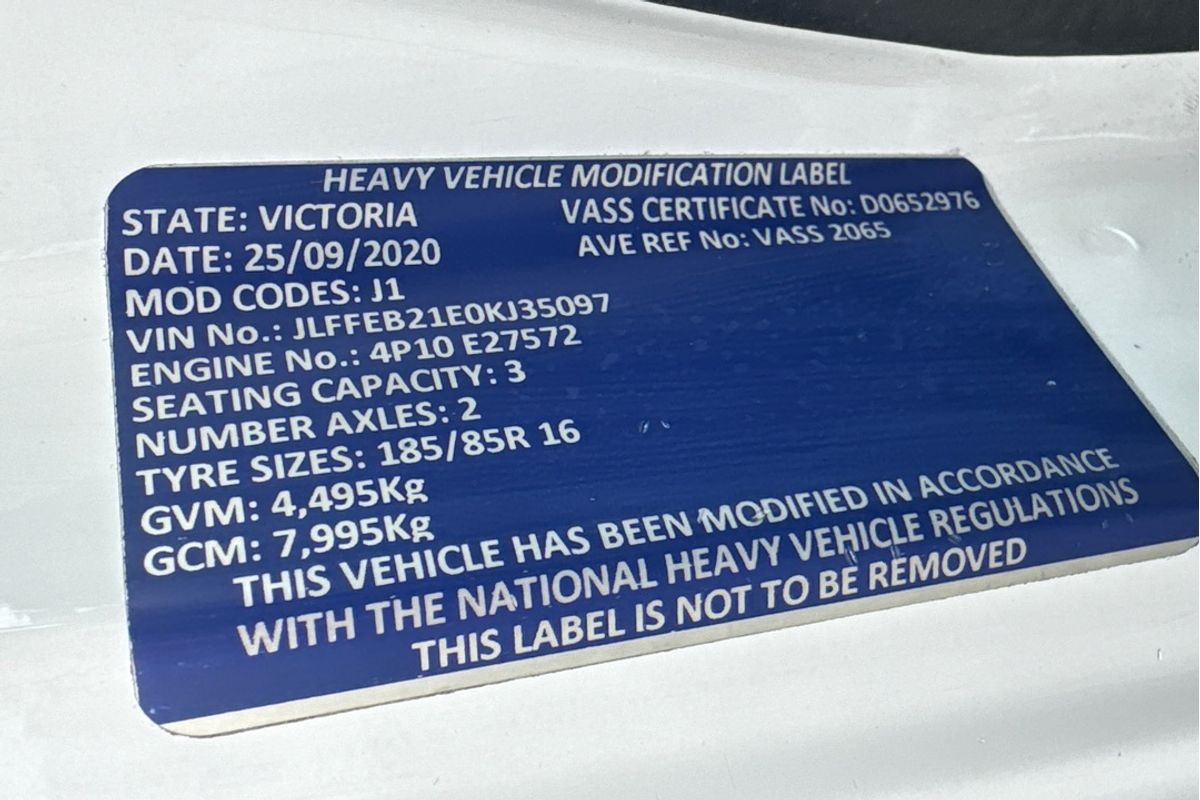 HEAVY VEHICLE MODIFICATION LABEL
STATE: VICTORIA VASS CERTIFICATE No: D0652976
DATE: 25/09/2020 AVE REF No: VASS 2065
MOD CODES: J1
VIN No.: JLFFEB21E0KJ35097
ENGINE No.: 4P10 E27572
SEATING CAPACITY: 3
NUMBER AXLES: 2
TYRE SIZES: 185/85R 16
GVM: 4,495Kg
GCM: 7,995Kg
THIS VEHICLE HAS BEEN MODIFIED IN ACCORDANCE
WITH THE NATIONAL HEAVY VEHICLE REGULATIONS
THIS LABEL IS NOT TO BE REMOVED